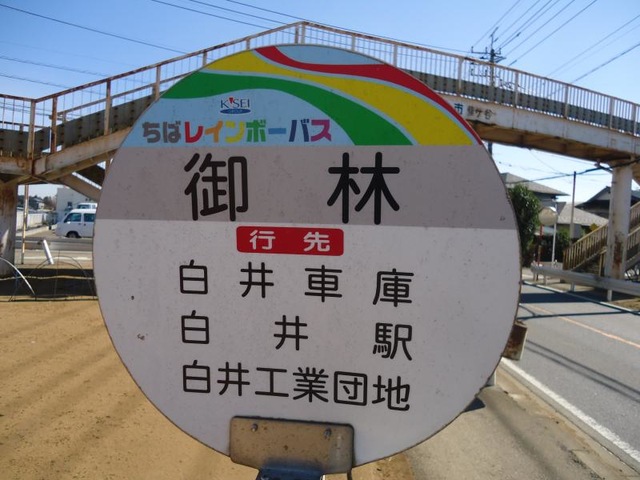 KEISEI
ちばレインボーバス
御林
行先
白井車庫
白井駅
白井工業団地